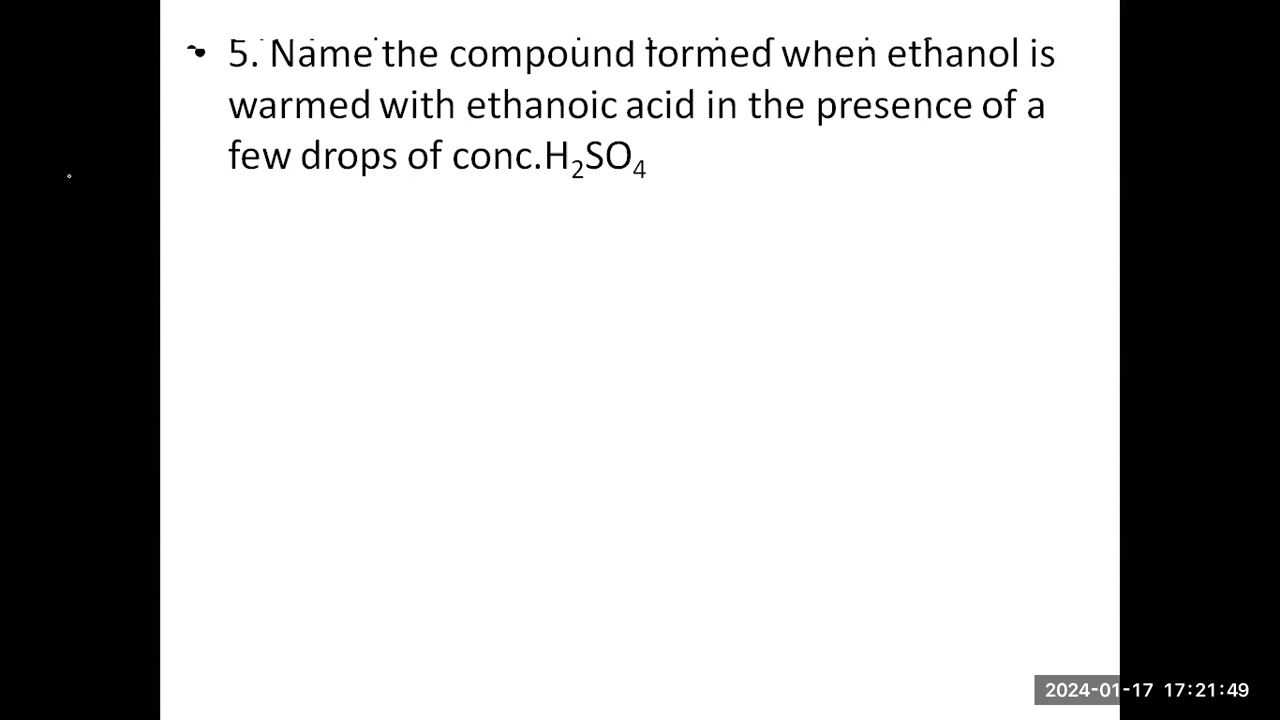 5. Name the compound formed when ethanol is
warmed with ethanoic acid in the presence of a
few drops of conc.H₂SO₄
2024-01-17 17:21:49